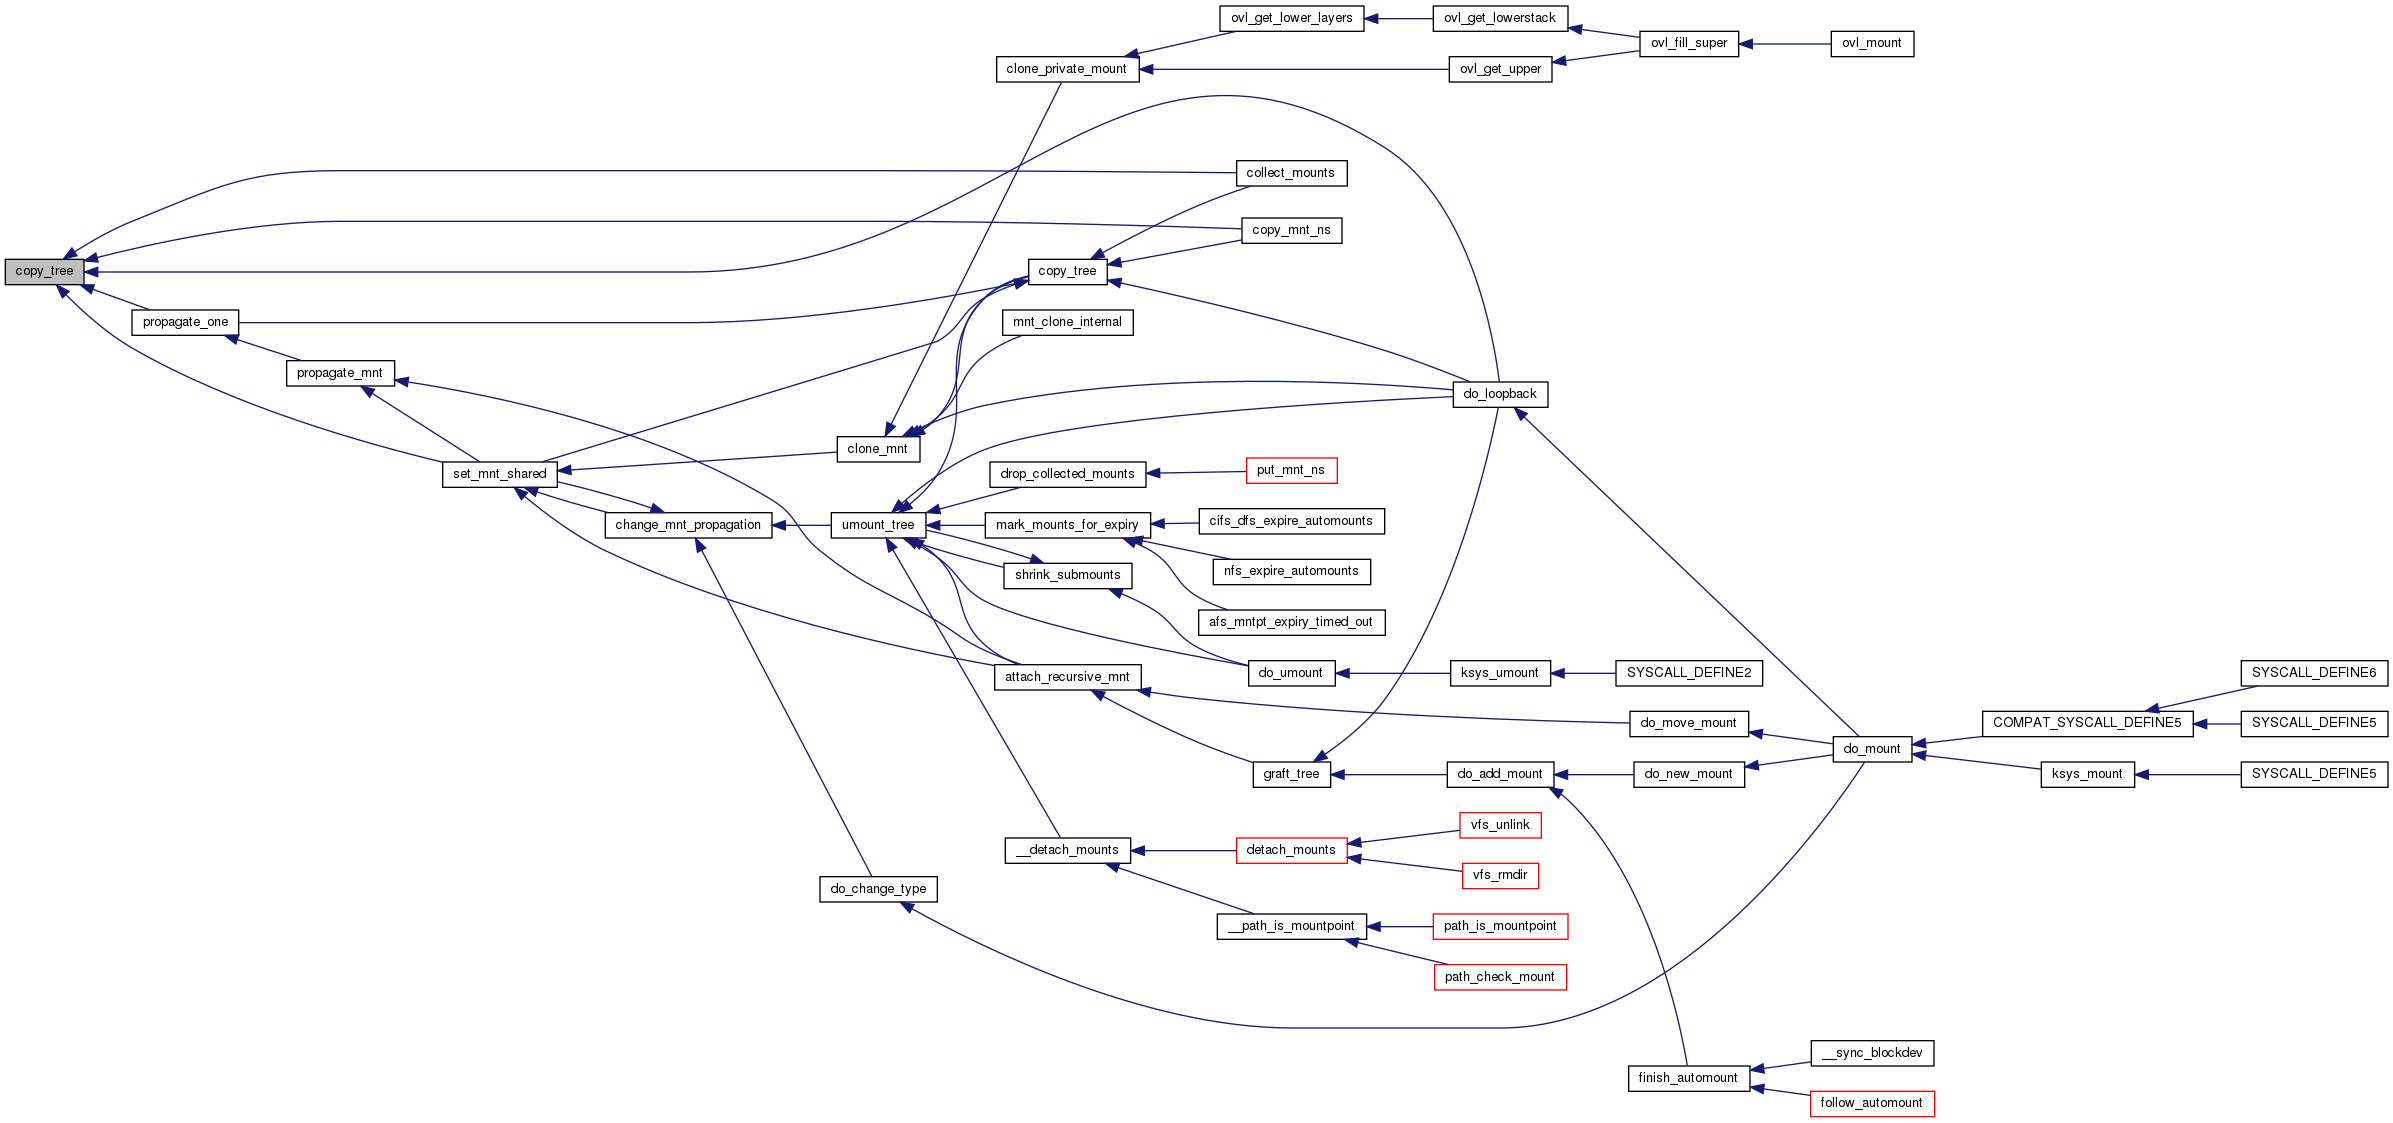 ovl_get_lower_layers
ovl_get_lowerstack
ovl_fill_super
ovl_mount
clone_private_mount
ovl_get_upper
collect_mounts
copy_mnt_ns
copy_tree
copy_tree
propagate_one
mnt_clone_internal
propagate_mnt
do_loopback
clone_mnt
set_mnt_shared
drop_collected_mounts
put_mnt_ns
change_mnt_propagation
umount_tree
mark_mounts_for_expiry
cifs_dfs_expire_automounts
shrink_submounts
nfs_expire_automounts
afs_mntpt_expiry_timed_out
attach_recursive_mnt
do_umount
ksys_umount
SYSCALL_DEFINE2
SYSCALL_DEFINE6
do_move_mount
COMPAT_SYSCALL_DEFINE5
SYSCALL_DEFINE5
do_mount
graft_tree
do_add_mount
do_new_mount
ksys_mount
SYSCALL_DEFINE5
vfs_unlink
__detach_mounts
detach_mounts
vfs_rmdir
do_change_type
__path_is_mountpoint
path_is_mountpoint
path_check_mount
__sync_blockdev
finish_automount
follow_automount